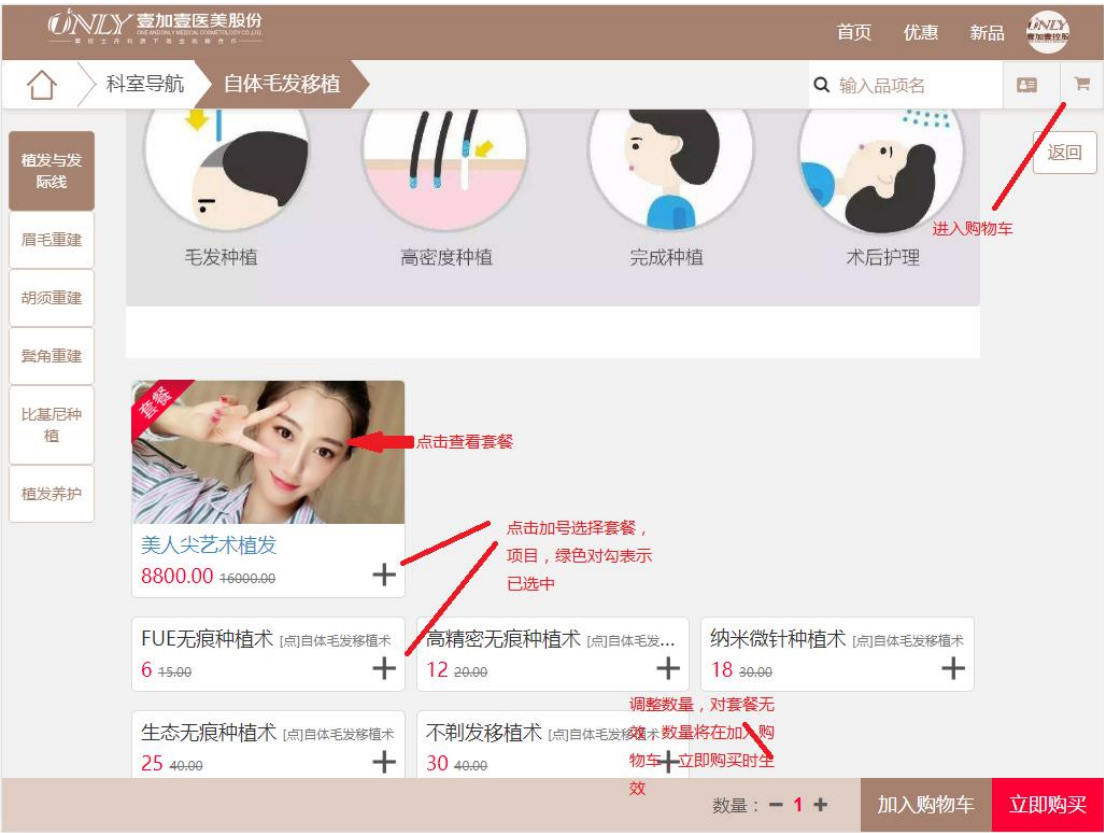 ONLY 壹加壹医美股份
首页 优惠 新品
科室导航 自体毛发移植
输入品项名
植发与发
际线
眉毛重建
胡须重建
鬓角重建
比基尼种
植
植发养护
返回
进入购物车
毛发种植 高密度种植 完成种植 术后护理
套餐
点击查看套餐
美人尖艺术植发
8800.00 16000.00
点击加号选择套餐，
项目，绿色对勾表示
已选中
FUE无痕种植术 [点]自体毛发移植术
6 15.00
高精密无痕种植术 [点]自体毛发...
12 20.00
纳米微针种植术 [点]自体毛发移植术
18 30.00
生态无痕种植术 [点]自体毛发移植术
25 40.00
不剃发移植术 [点]自体毛发移植术
30 40.00
调整数量，对套餐无
效，数量将在加入购
物车，立即购买时生
效
数量： 1
加入购物车 立即购买